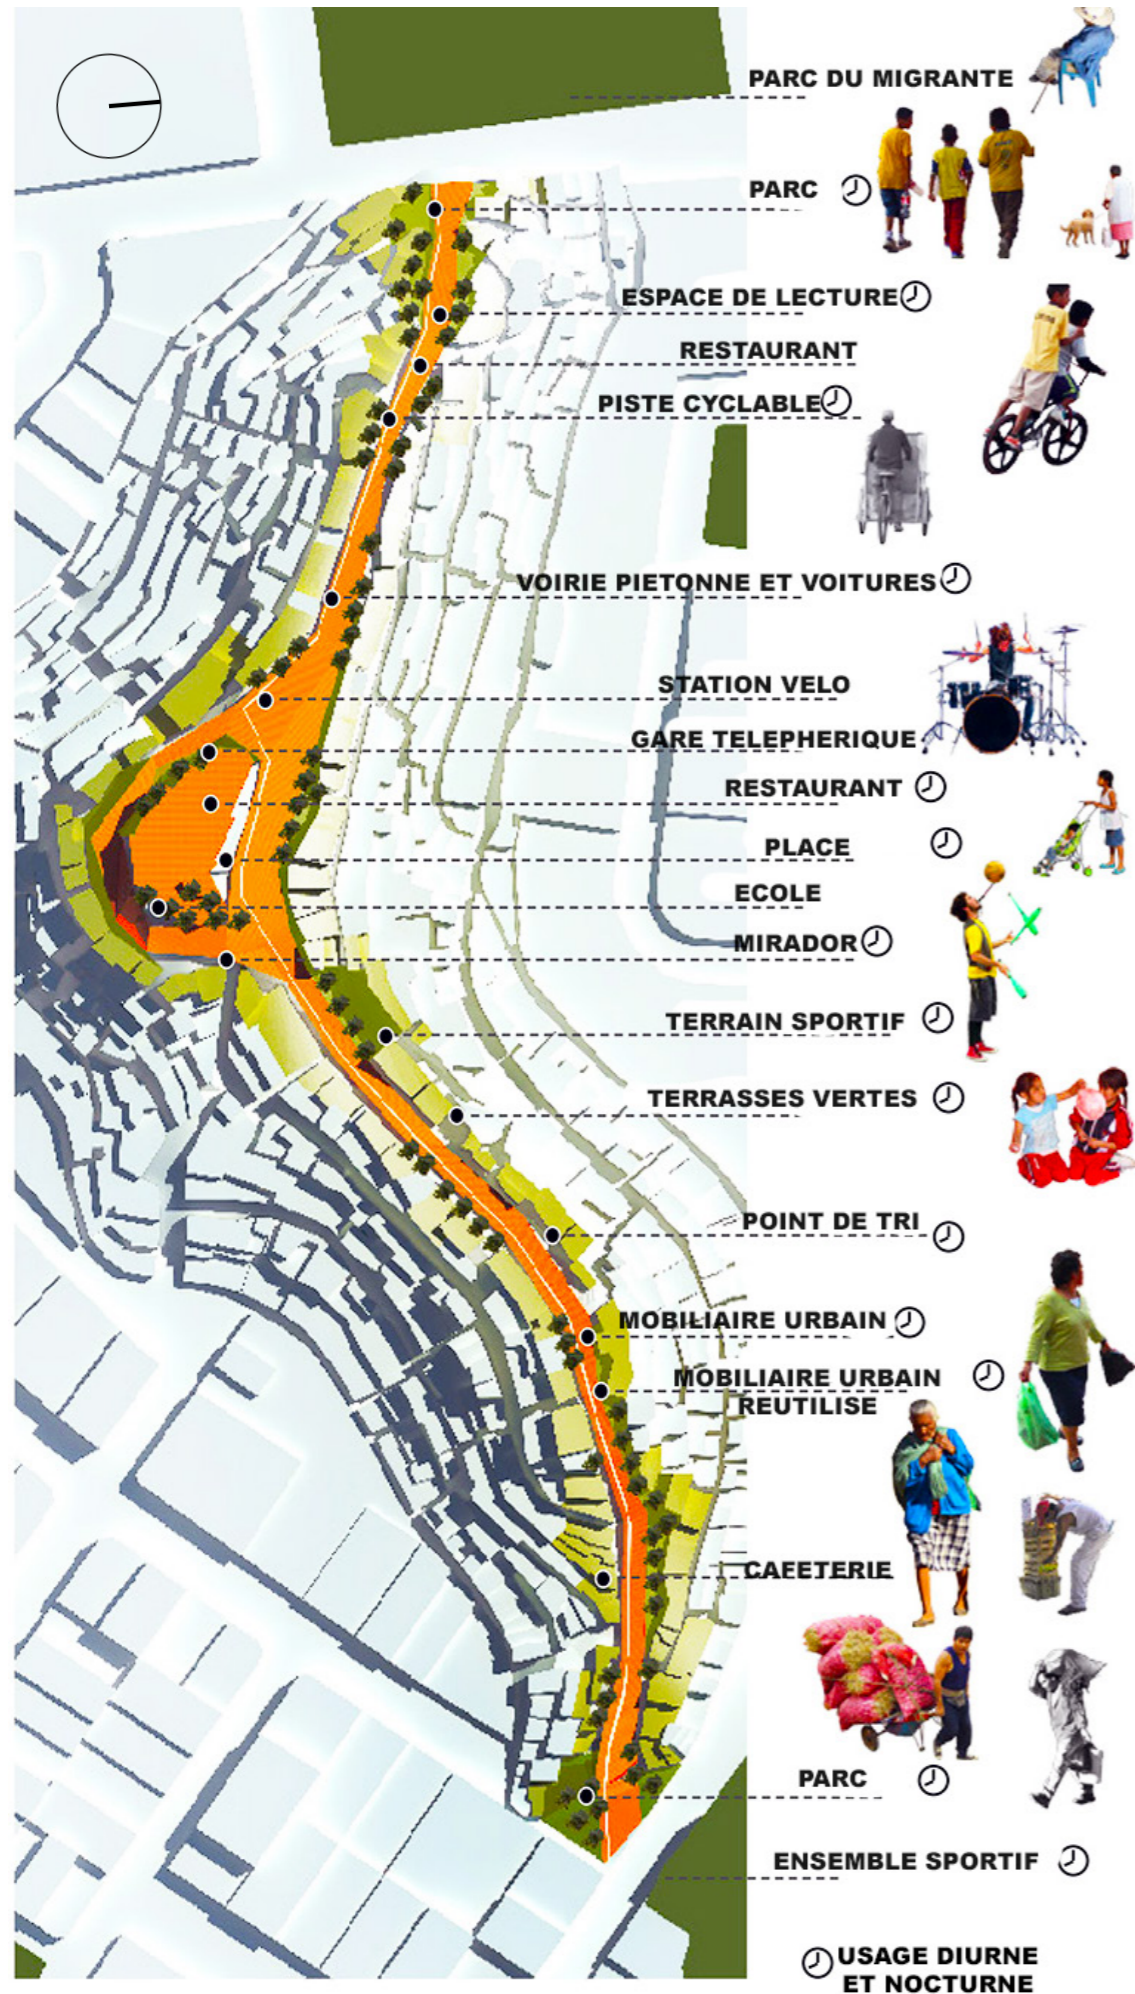 PARC DU MIGRANTE
PARC
ESPACE DE LECTURE
RESTAURANT
PISTE CYCLABLE
VOIRIE PIETONNE ET VOITURES
STATION VELO
GARE TELEPHERIQUE
RESTAURANT
PLACE
ECOLE
MIRADOR
TERRAIN SPORTIF
TERRASSES VERTES
POINT DE TRI
MOBILIAIRE URBAIN
MOBILIAIRE URBAIN
REUTILISE
CAFETERIE
PARC
ENSEMBLE SPORTIF
USAGE DIURNE
ET NOCTURNE